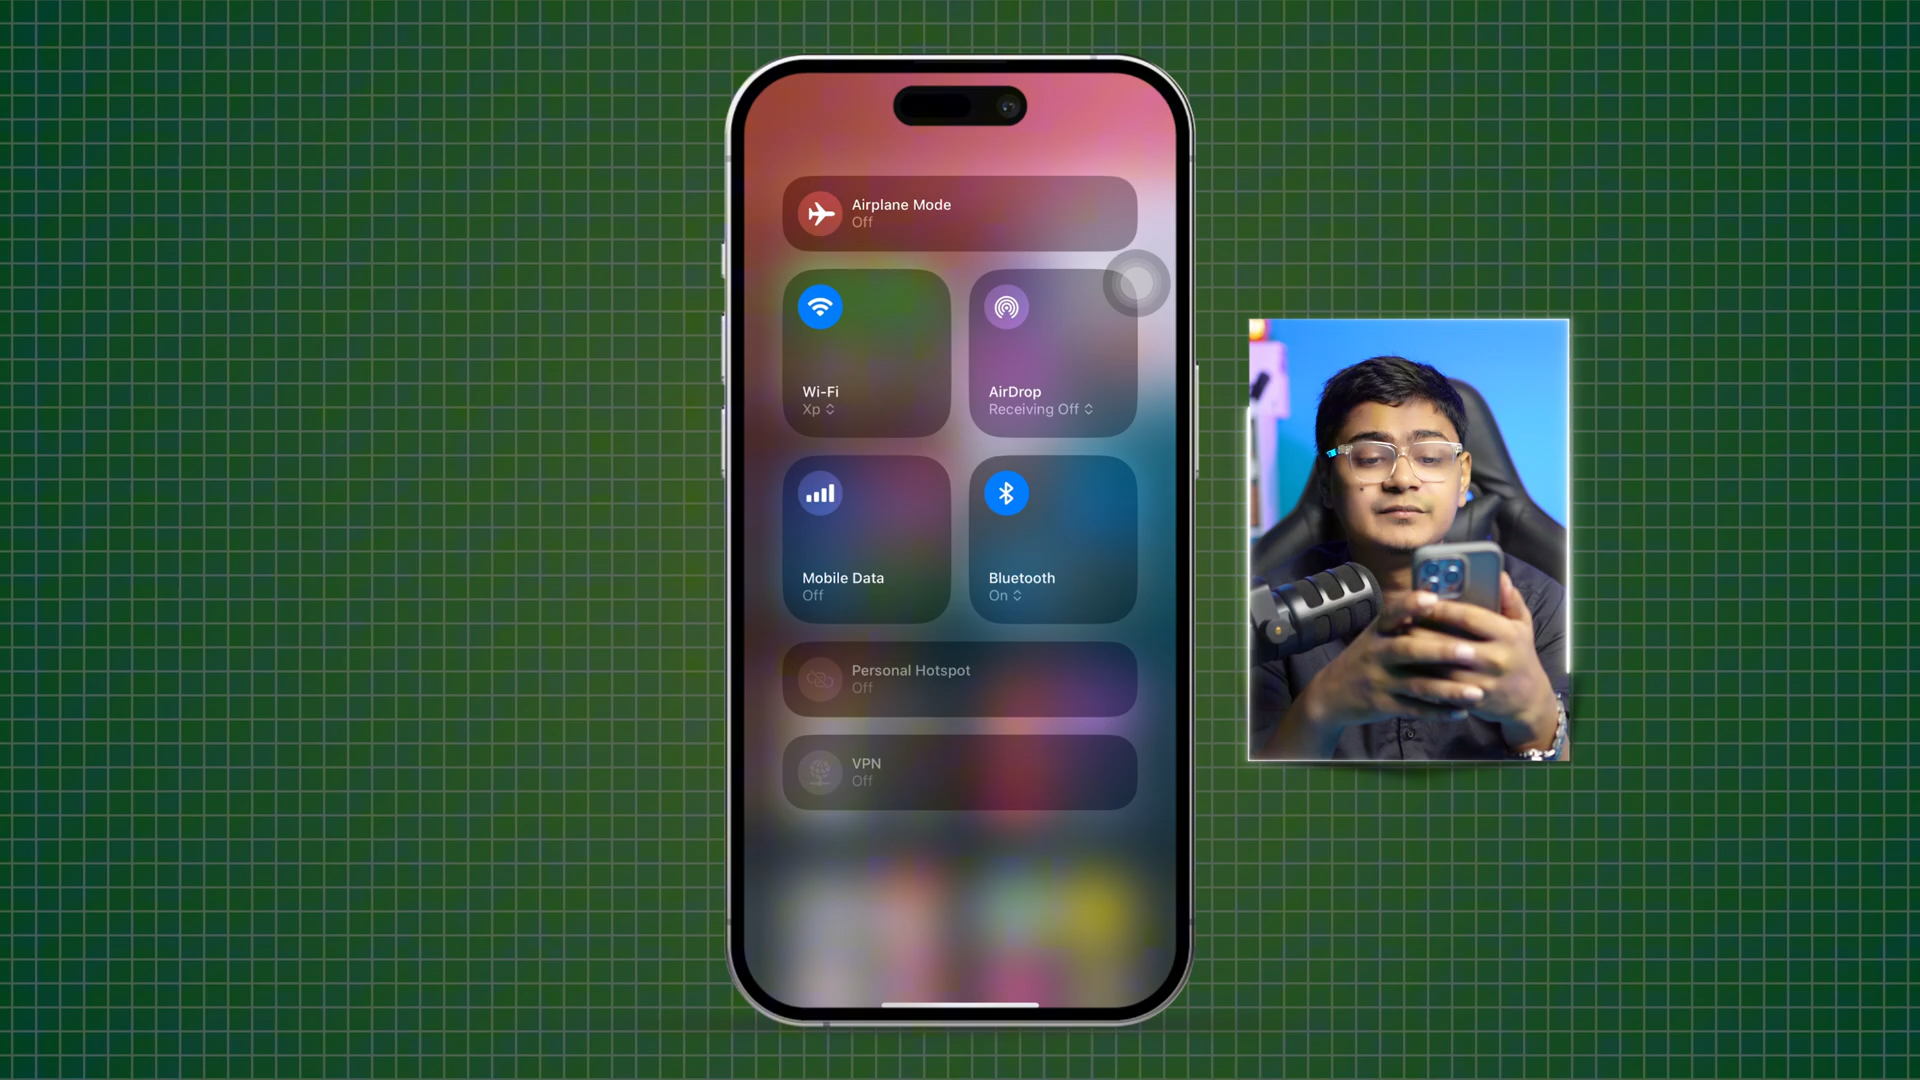 Airplane Mode
Off
Wi-Fi
Xp
AirDrop
Receiving Off
Mobile Data
Off
Bluetooth
On
Personal Hotspot
Off
VPN
Off